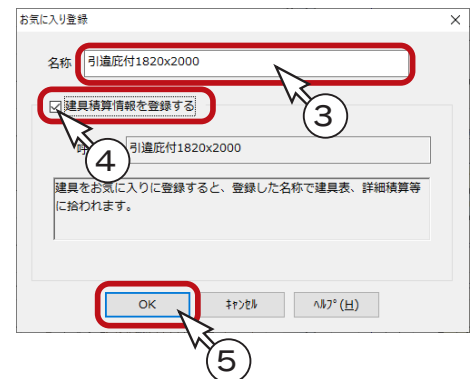 お気に入り登録
名称 引違庇付1820x2000
③
建具積算情報を登録する
④
呼 引違庇付1820x2000
建具をお気に入りに登録すると、登録した名称で建具表、詳細積算等
に拾われます。
OK ｷｬﾝｾﾙ ﾍﾙﾌﾟ(H)
⑤